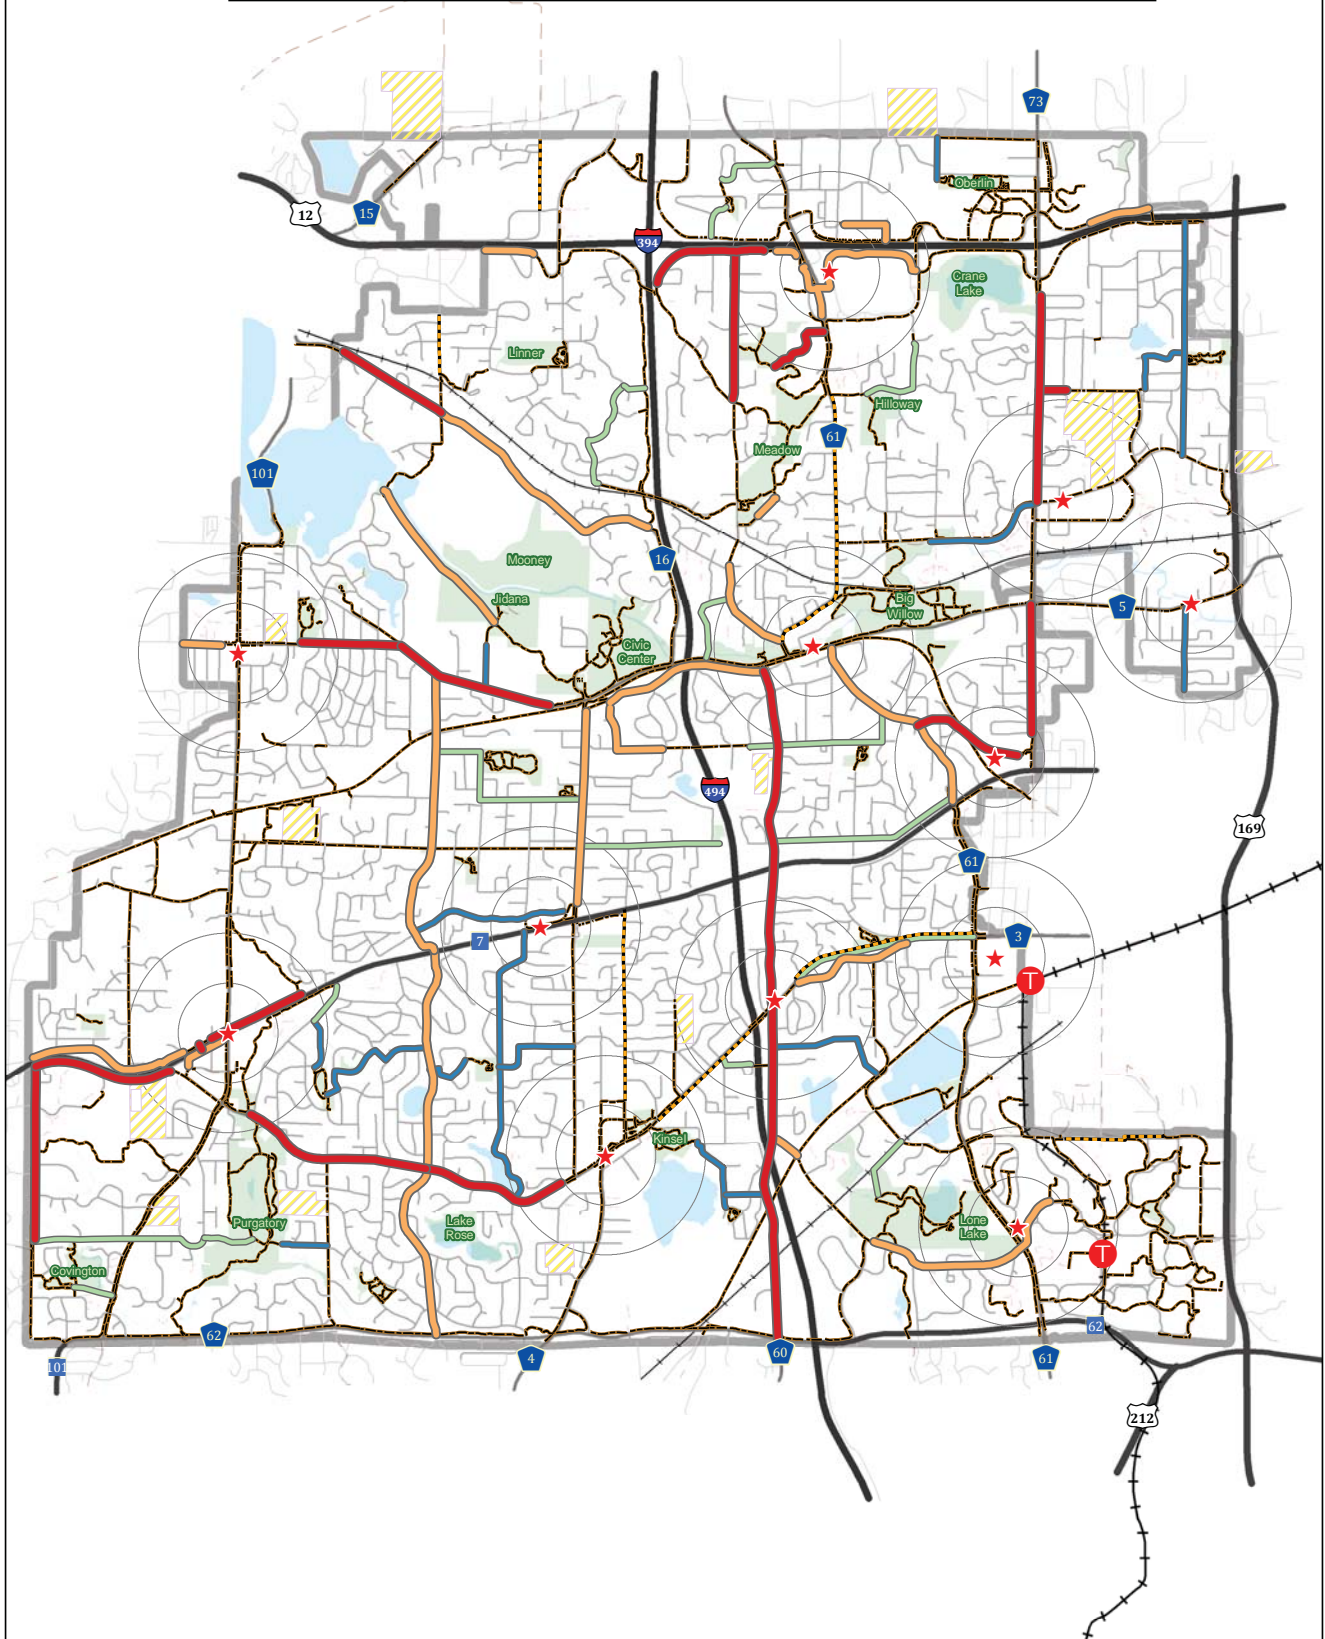 73
Oberlin
12
15
394
Crane
Lake
Linner
Hilloway
61
Meadow
101
16
Mooney
Jidana
Big
Willow
5
Civic
Center
494
169
61
7
3
T
Kinsel
Purgatory
Lake
Rose
Lone
Lake
T
Covington
62
62
101
4
60
61
212